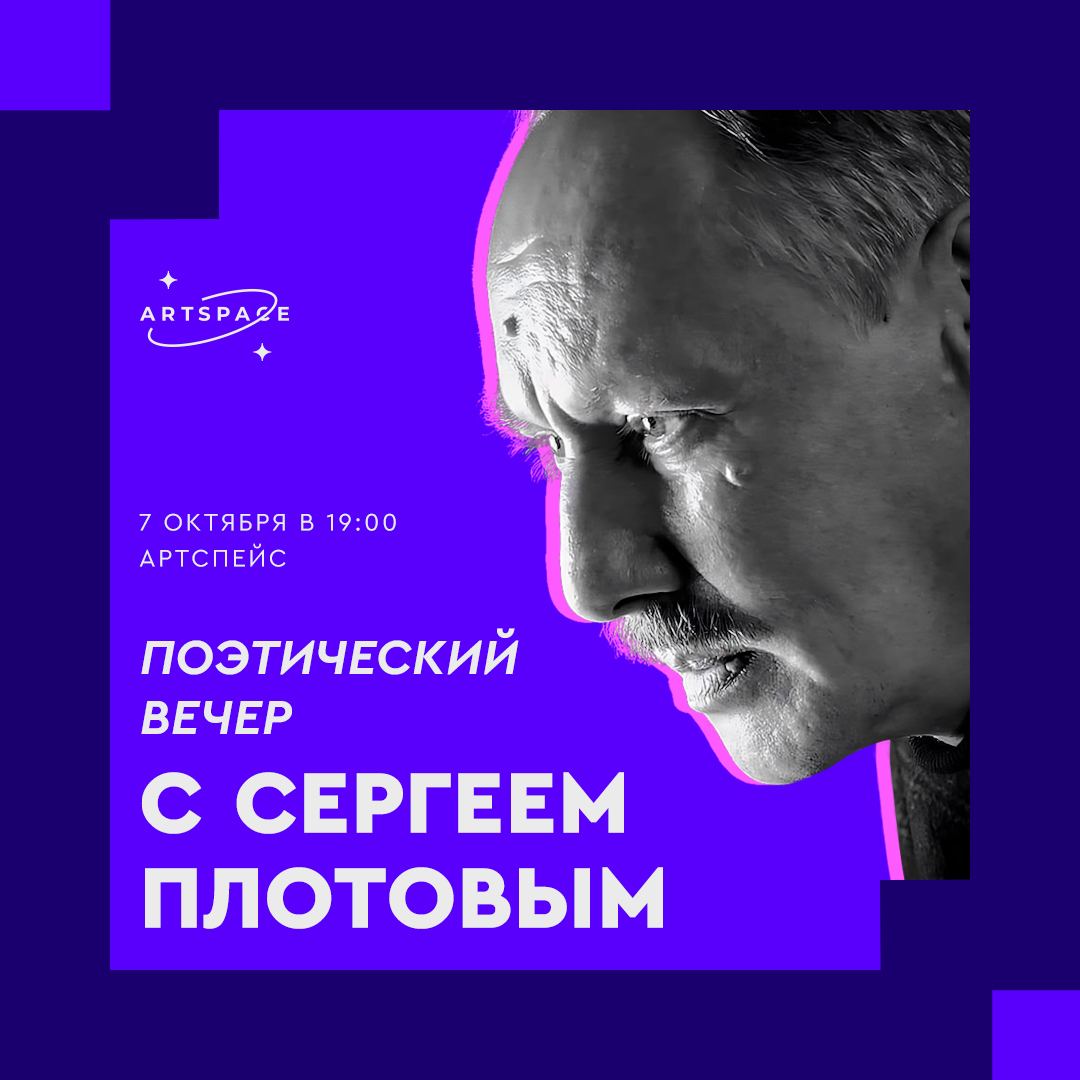 ARTSPACE
7 ОКТЯБРЯ В 19:00
АРТСПЕЙС
ПОЭТИЧЕСКИЙ
ВЕЧЕР
С СЕРГЕЕМ
ПЛОТОВЫМ